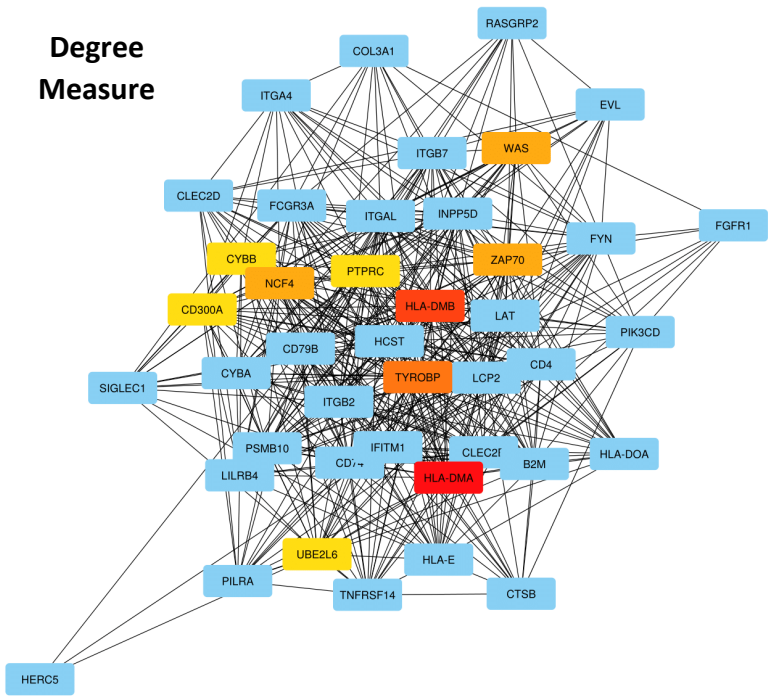 Degree
Measure
RASGRP2
COL3A1
ITGA4
EVL
ITGB7
WAS
CLEC2D
FCGR3A
ITGAL
INPP5D
FGFR1
FYN
CYBB
PTPRC
ZAP70
NCF4
CD300A
HLA-DMB
LAT
PIK3CD
HCST
CD79B
CD4
CYBA
TYROBP
LCP2
SIGLEC1
ITGB2
PSMB10
IFITM1
HLA-DOA
B2M
LILRB4
HLA-DMA
UBE2L6
HLA-E
PILRA
TNFRSF14
CTSB
HERC5